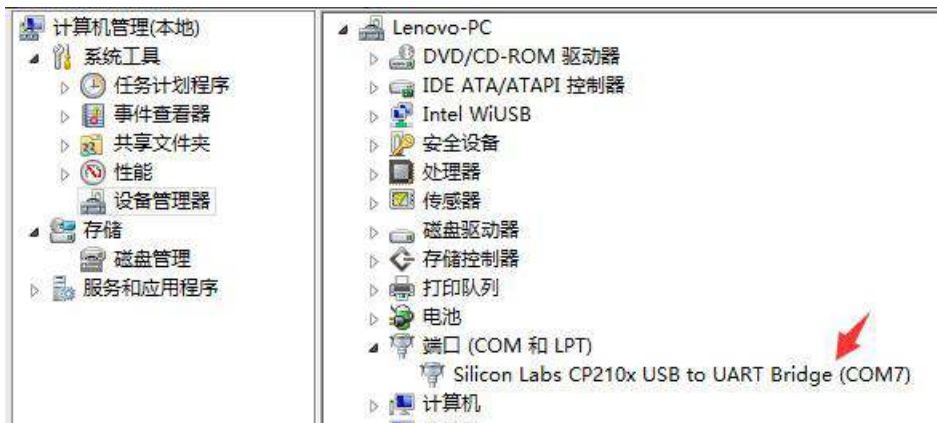 计算机管理(本地)
系统工具
任务计划程序
事件查看器
共享文件夹
性能
设备管理器
存储
磁盘管理
服务和应用程序
Lenovo-PC
DVD/CD-ROM 驱动器
IDE ATA/ATAPI 控制器
Intel WiUSB
安全设备
处理器
传感器
磁盘驱动器
存储控制器
打印队列
电池
端口 (COM 和 LPT)
Silicon Labs CP210x USB to UART Bridge (COM7)
计算机